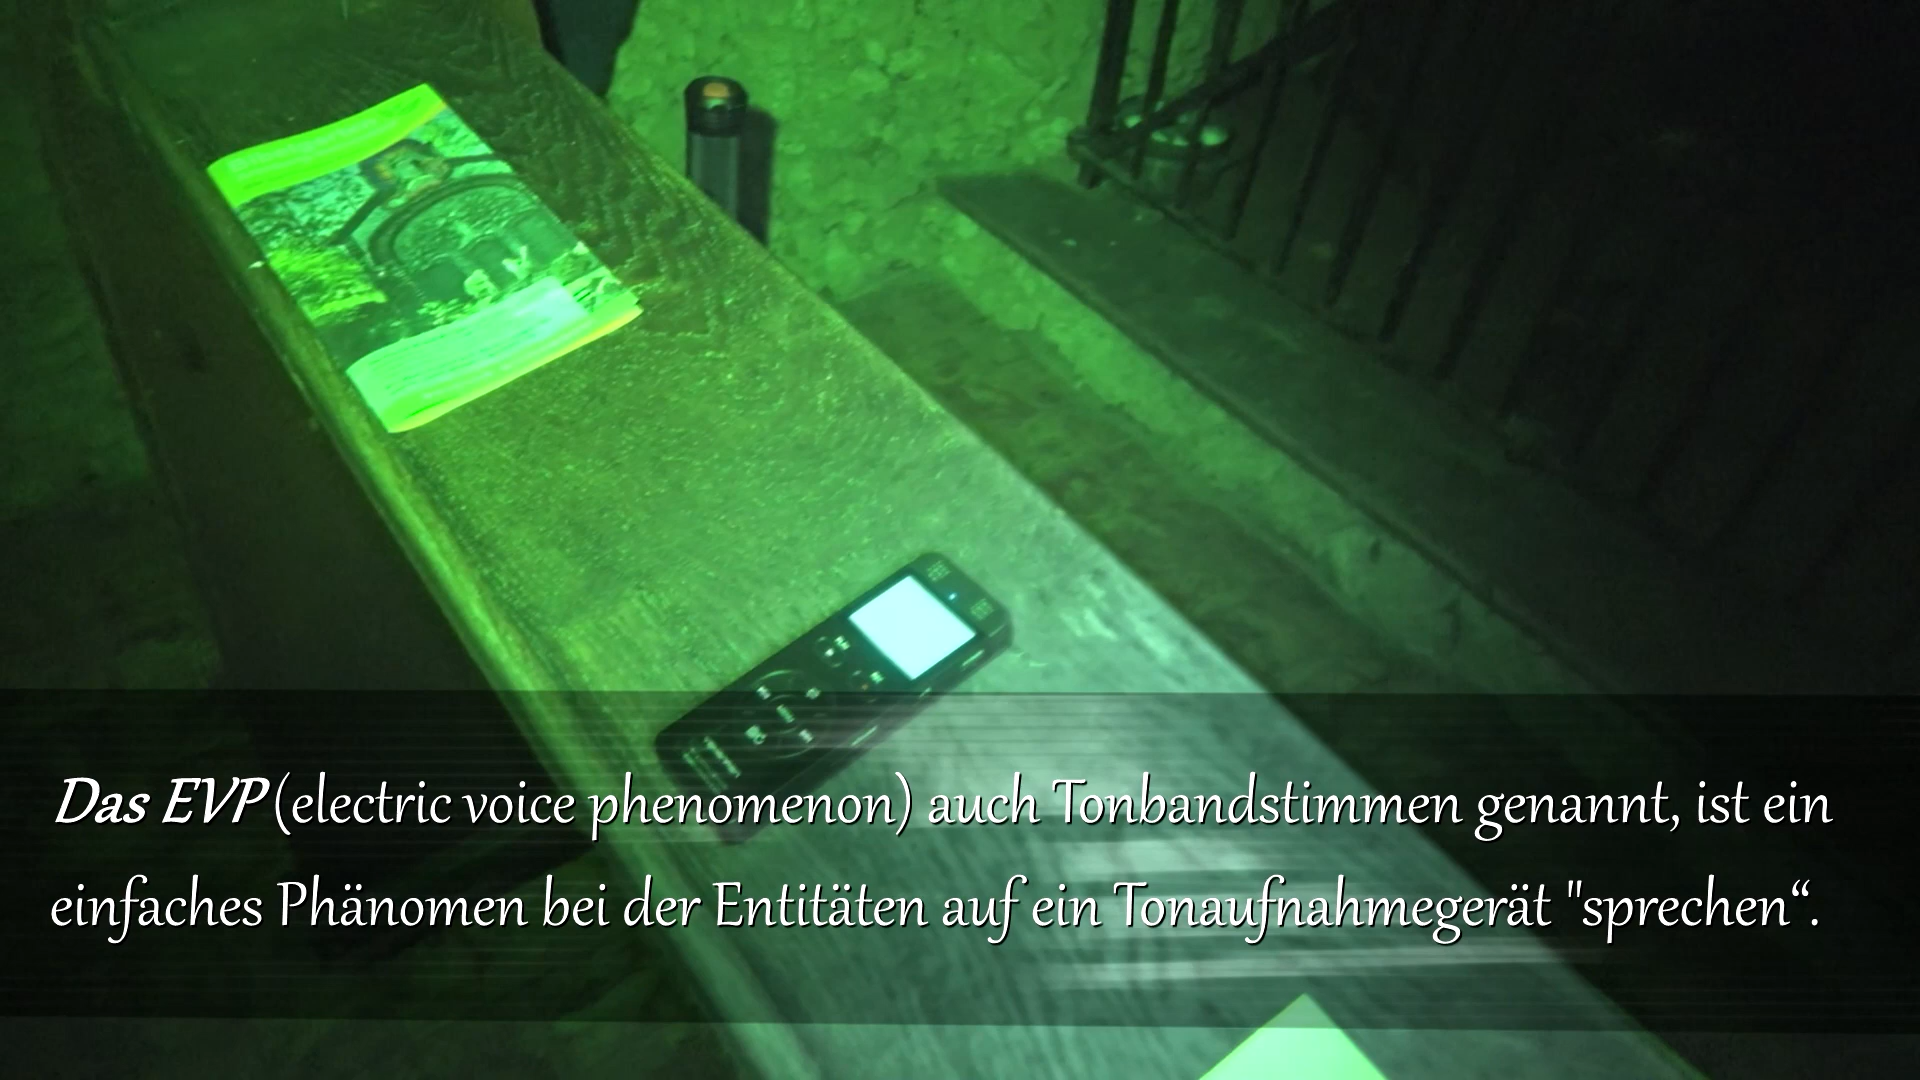 Das EVP (electric voice phenomenon) auch Tonbandstimmen genannt, ist ein
einfaches Phänomen bei der Entitäten auf ein Tonaufnahmegerät "sprechen“.